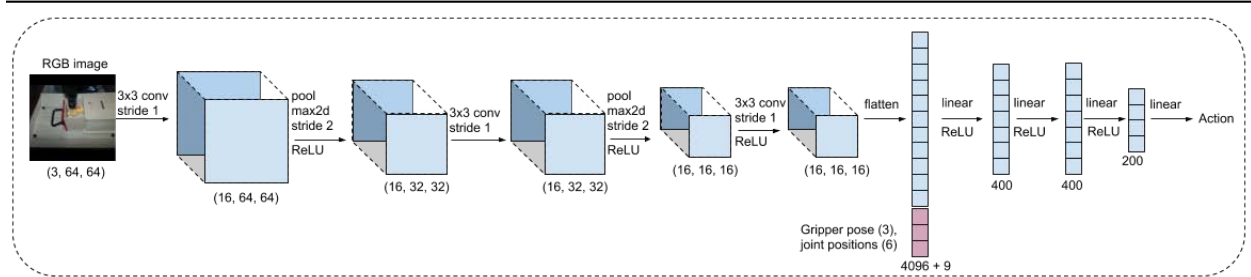 RGB image
(3, 64, 64)
3x3 conv
stride 1
(16, 64, 64)
pool
max2d
stride 2
ReLU
(16, 32, 32)
3x3 conv
stride 1
(16, 32, 32)
pool
max2d
stride 2
ReLU
(16, 16, 16)
3x3 conv
stride 1
ReLU
(16, 16, 16)
flatten
Gripper pose (3),
joint positions (6)
4096 + 9
linear
ReLU
400
linear
ReLU
400
linear
ReLU
200
linear
Action